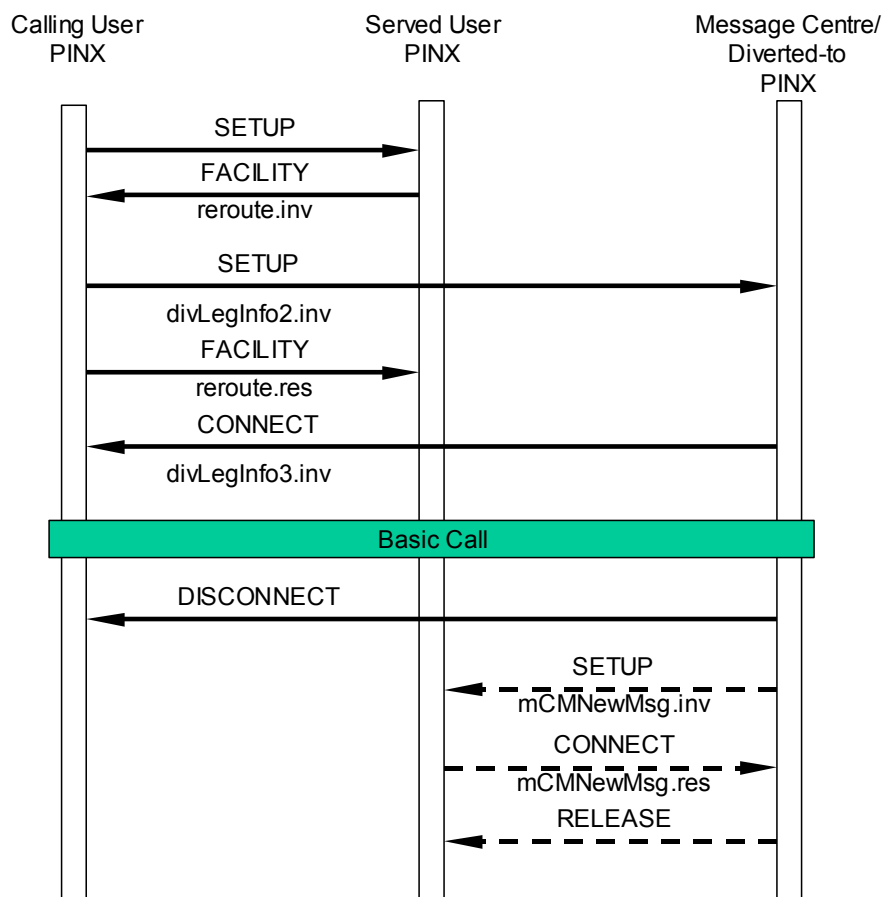 Calling User
PINX
Served User
PINX
Message Centre/
Diverted-to
PINX
SETUP
FACILITY
reroute.inv
SETUP
divLegInfo2.inv
FACILITY
reroute.res
CONNECT
divLegInfo3.inv
Basic Call
DISCONNECT
SETUP
mCMNewMsg.inv
CONNECT
mCMNewMsg.res
RELEASE